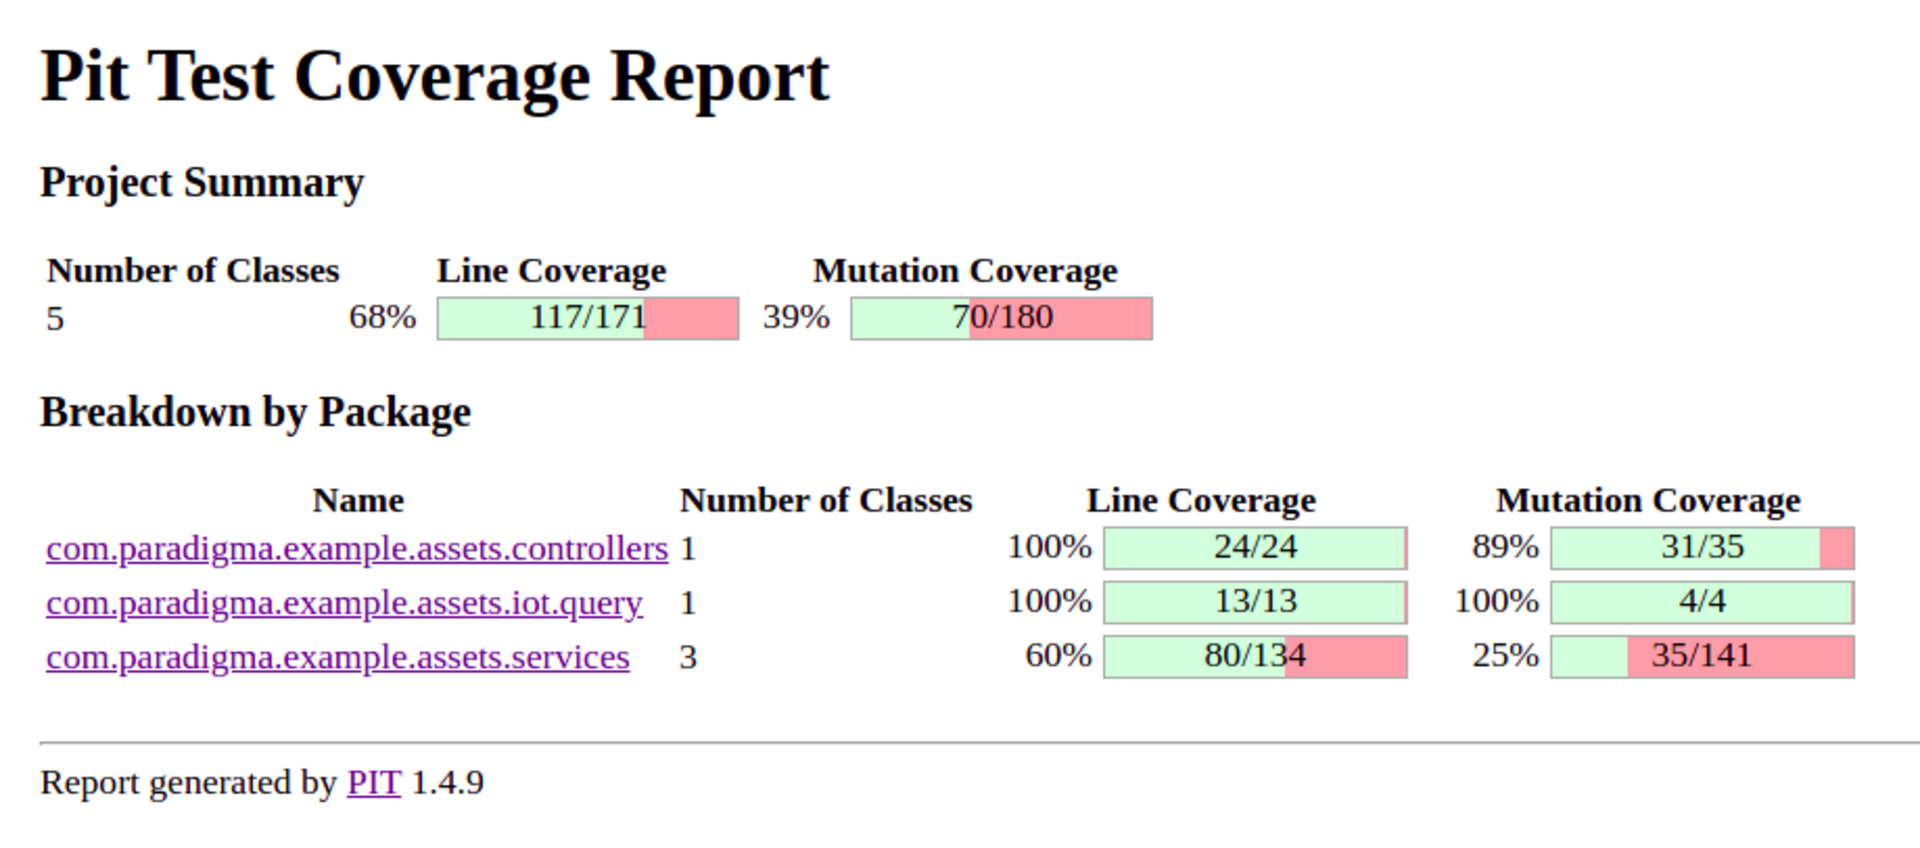 Pit Test Coverage Report
Project Summary
Number of Classes Line Coverage Mutation Coverage
5 68% 117/171 39% 70/180
Breakdown by Package
Name Number of Classes Line Coverage Mutation Coverage
com.paradigma.example.assets.controllers 1 100% 24/24 89% 31/35
com.paradigma.example.assets.iot.query 1 100% 13/13 100% 4/4
com.paradigma.example.assets.services 3 60% 80/134 25% 35/141
Report generated by PIT 1.4.9